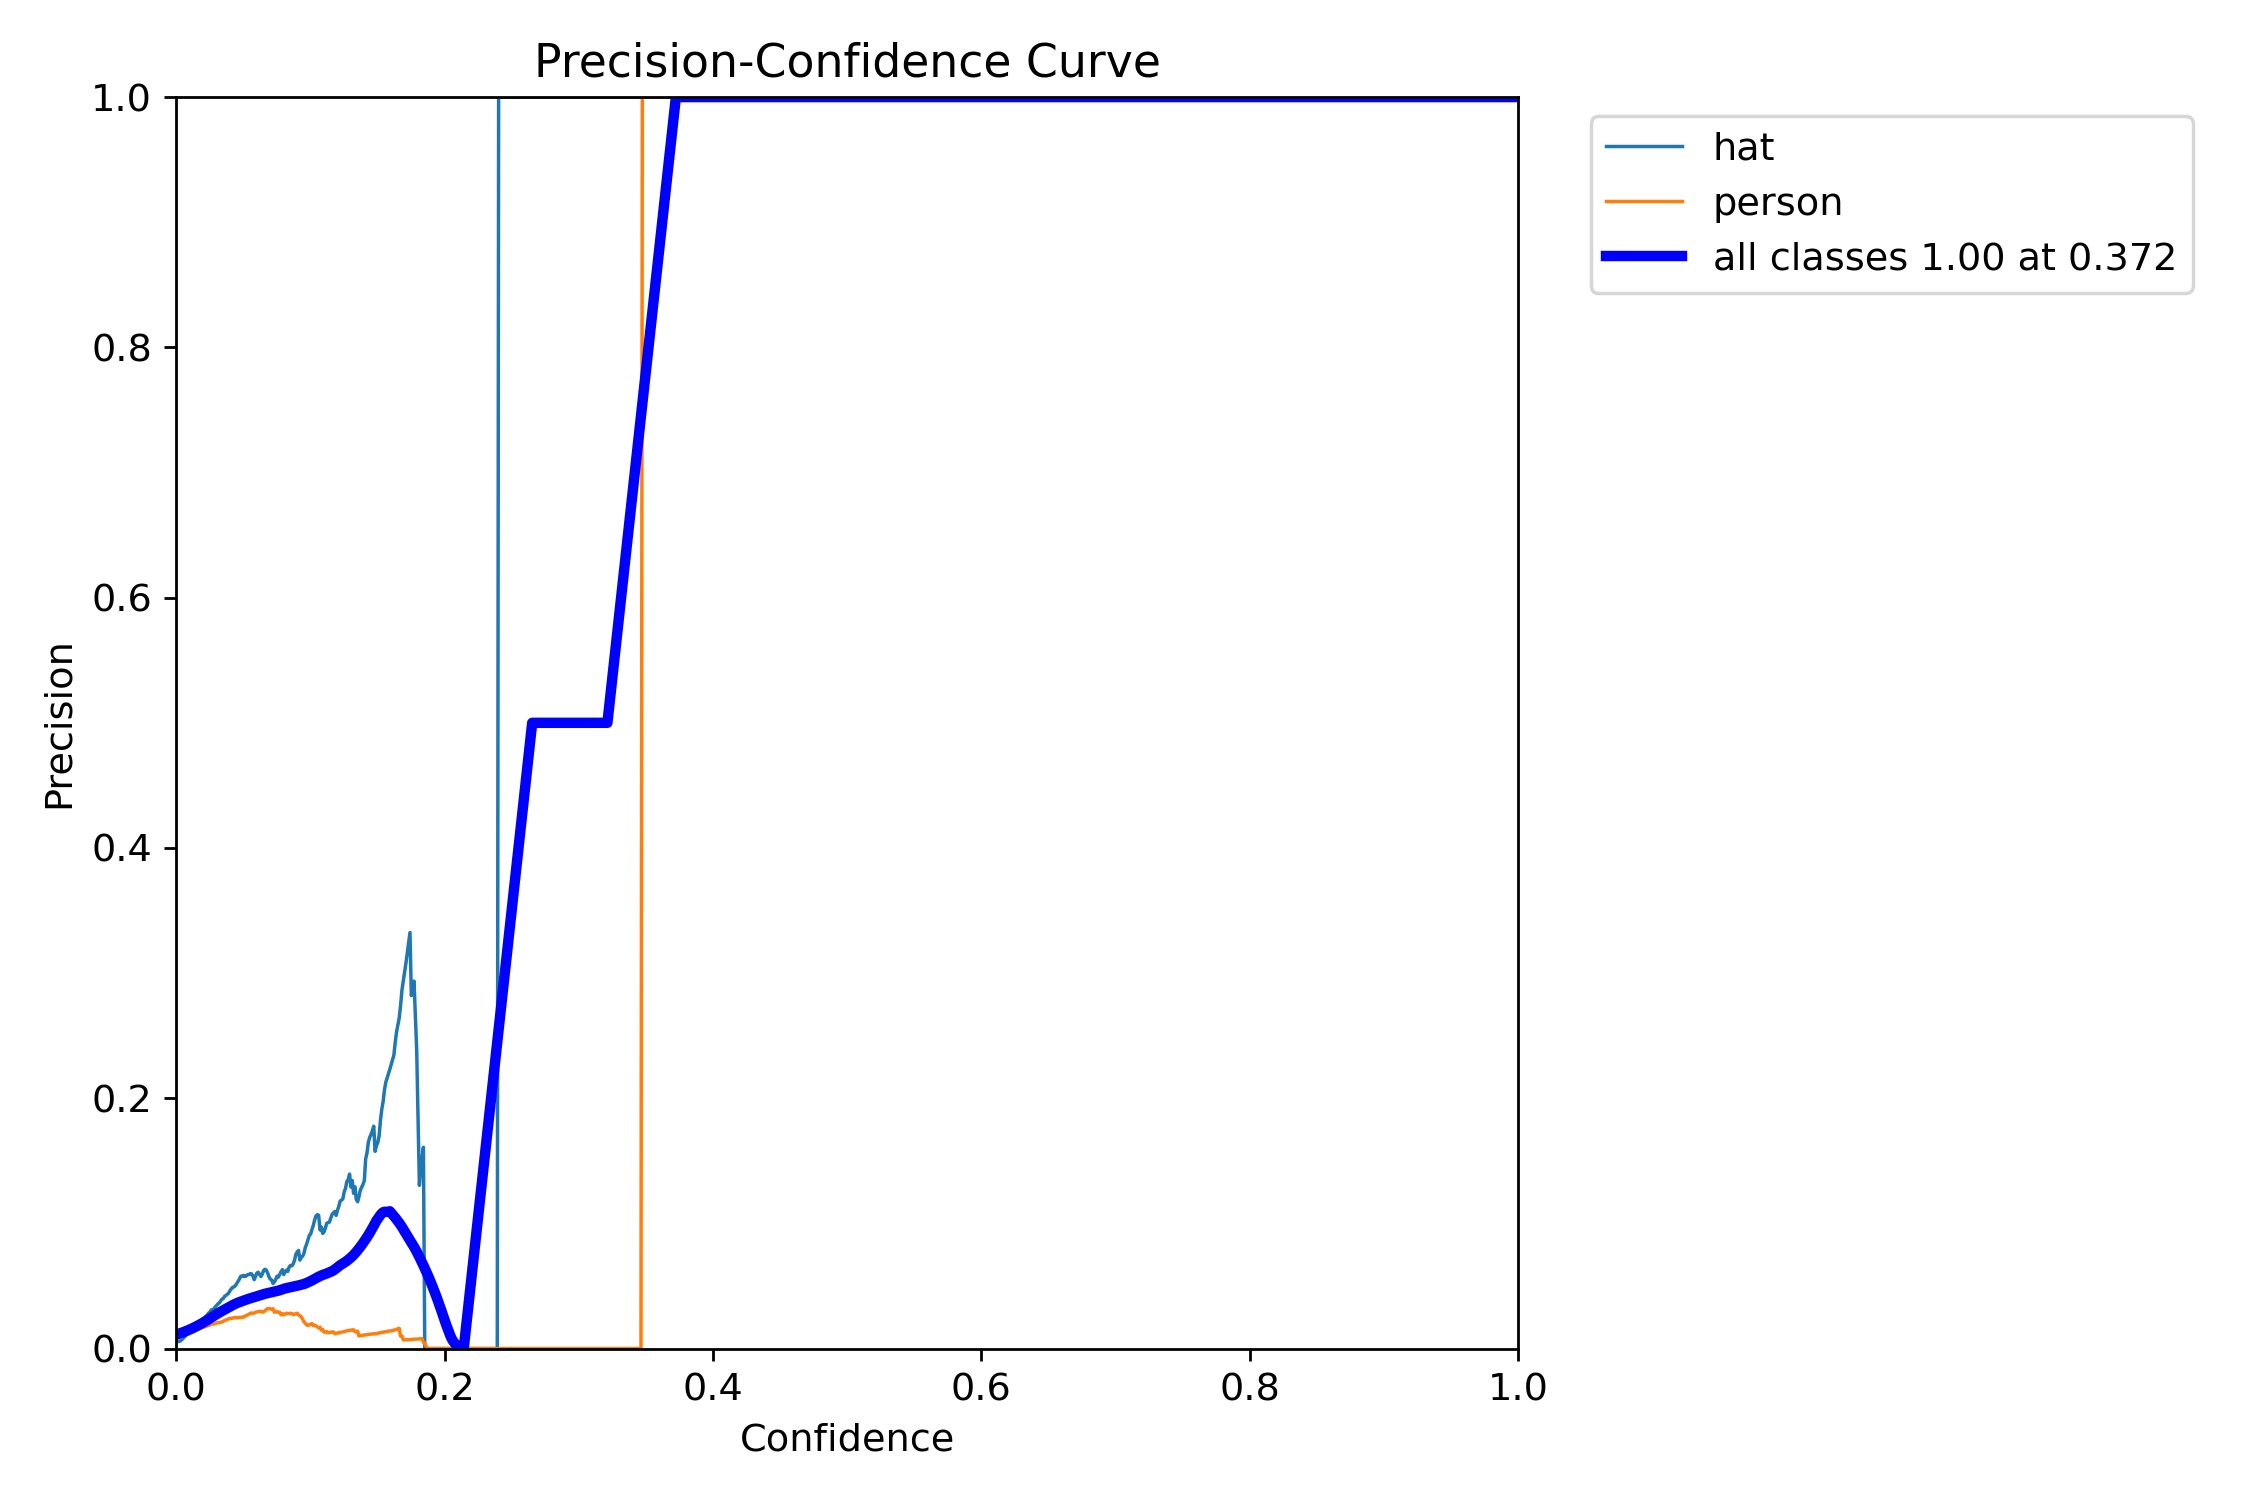 Precision-Confidence Curve
1.0
0.8
0.6
0.4
0.2
0.0
Precision
0.0 0.2 0.4 0.6 0.8 1.0
Confidence
hat
person
all classes 1.00 at 0.372